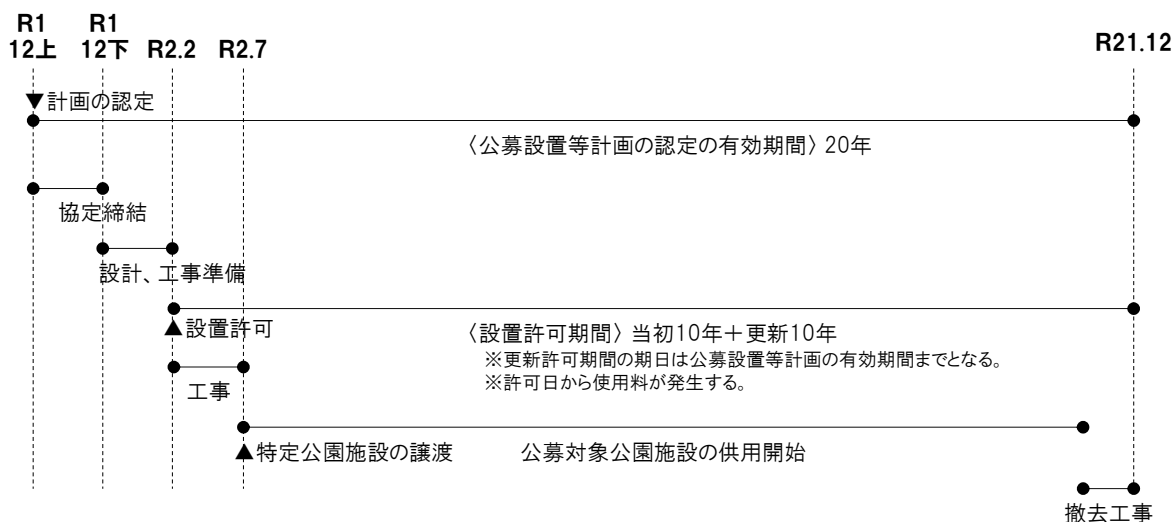 R1 R1
12上 12下 R2.2 R2.7 R21.12
▼計画の認定
〈公募設置等計画の認定の有効期間〉 20年
協定締結
設計、工事準備
▲設置許可
〈設置許可期間〉 当初10年＋更新10年
※更新許可期間の期日は公募設置等計画の有効期間までとなる。
※許可日から使用料が発生する。
工事
▲特定公園施設の譲渡 公募対象公園施設の供用開始
撤去工事